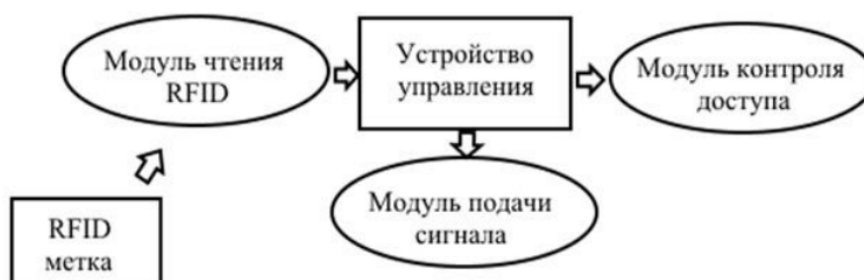 Модуль чтения
RFID
Устройство
управления
Модуль контроля
доступа
Модуль подачи
сигнала
RFID
метка